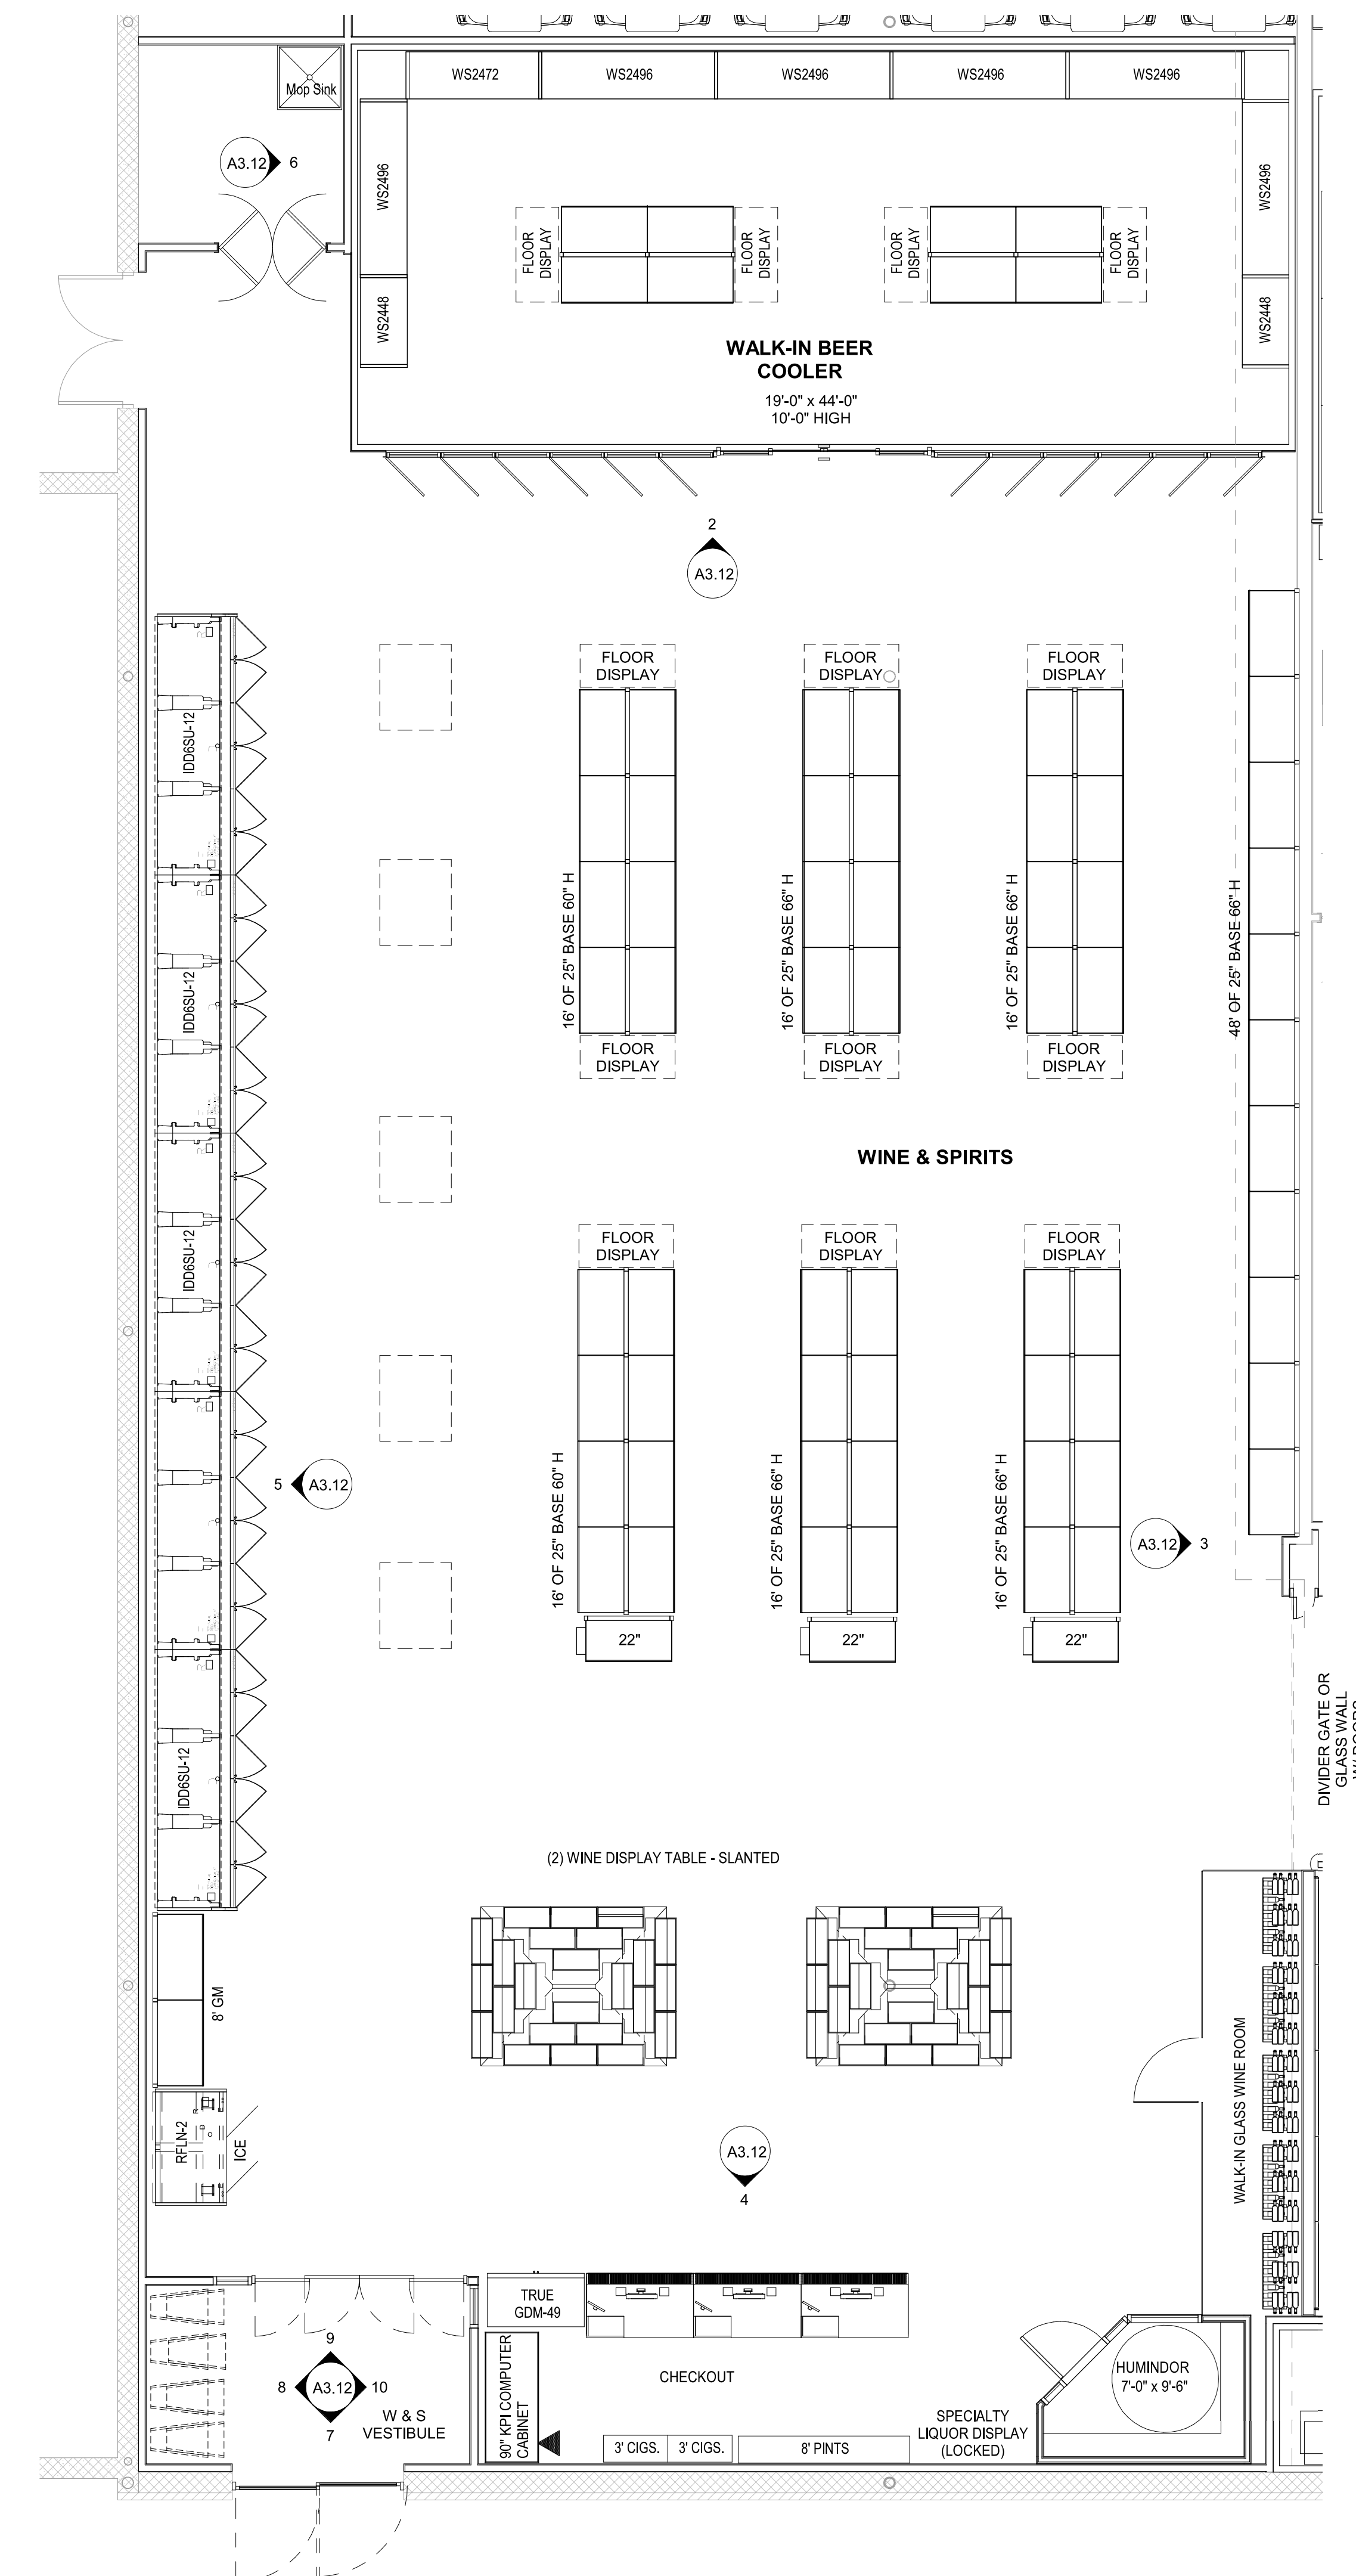 WS2472
WS2496
WS2496
WS2496
WS2496
Mop Sink
A3.12
6
WS2496
WS2448
WS2496
WS2448
FLOOR
DISPLAY
FLOOR
DISPLAY
FLOOR
DISPLAY
FLOOR
DISPLAY
WALK-IN BEER
COOLER
19'-0" x 44'-0"
10'-0" HIGH
2
A3.12
FLOOR
DISPLAY
FLOOR
DISPLAY
FLOOR
DISPLAY
IDD6SU-12
IDD6SU-12
16' OF 25" BASE 60" H
16' OF 25" BASE 66" H
16' OF 25" BASE 66" H
48' OF 25" BASE 66" H
FLOOR
DISPLAY
FLOOR
DISPLAY
FLOOR
DISPLAY
WINE & SPIRITS
IDD6SU-12
FLOOR
DISPLAY
FLOOR
DISPLAY
FLOOR
DISPLAY
5
A3.12
16' OF 25" BASE 60" H
16' OF 25" BASE 66" H
16' OF 25" BASE 66" H
A3.12
3
22"
22"
22"
IDD6SU-12
DIVIDER GATE OR
GLASS WALL
W/ DOORS
(2) WINE DISPLAY TABLE - SLANTED
8' GM
RFLN-2
ICE
A3.12
4
WALK-IN GLASS WINE ROOM
TRUE
GDM-49
9
8
A3.12
10
7
W & S
VESTIBULE
90" KPI COMPUTER
CABINET
CHECKOUT
3' CIGS.
3' CIGS.
8' PINTS
SPECIALTY
LIQUOR DISPLAY
(LOCKED)
HUMINDOR
7'-0" x 9'-6"